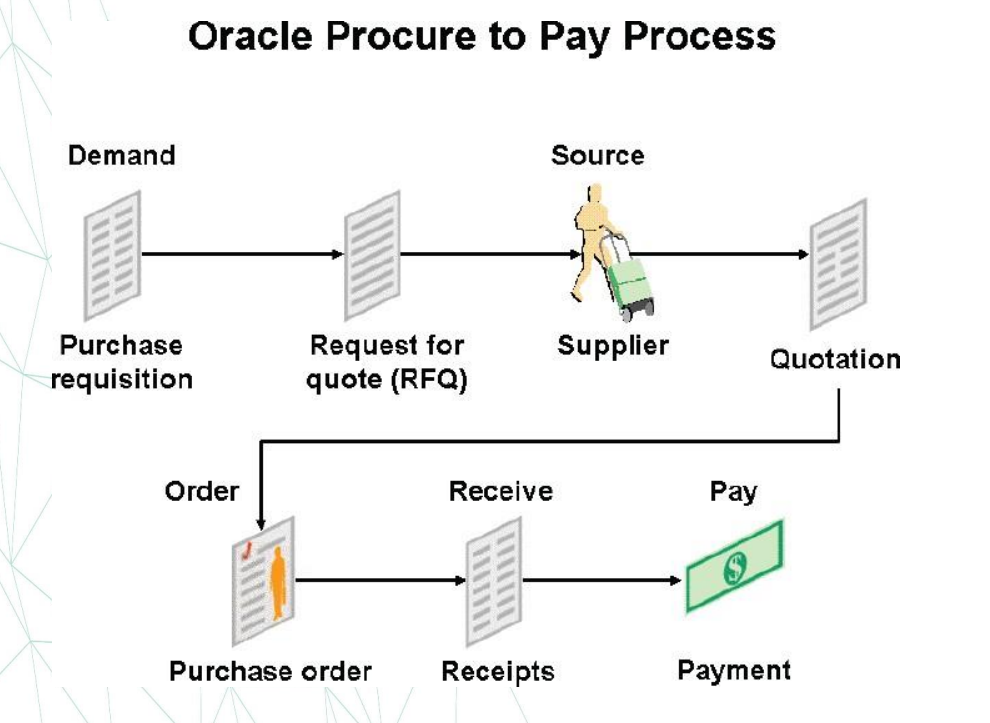 Oracle Procure to Pay Process
Demand
Source
Purchase
requisition
Request for
quote (RFQ)
Supplier
Quotation
Order
Receive
Pay
$
Purchase order
Receipts
Payment